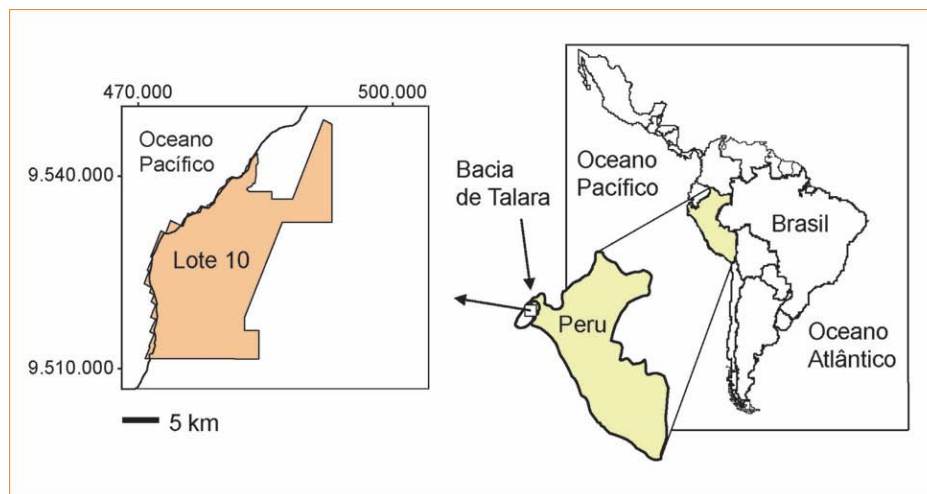 470.000
500.000
Oceano
Pacífico
9.540.000
Lote 10
9.510.000
5 km
Bacia
de Talara
Peru
Oceano
Pacífico
Brasil
Oceano
Atlântico